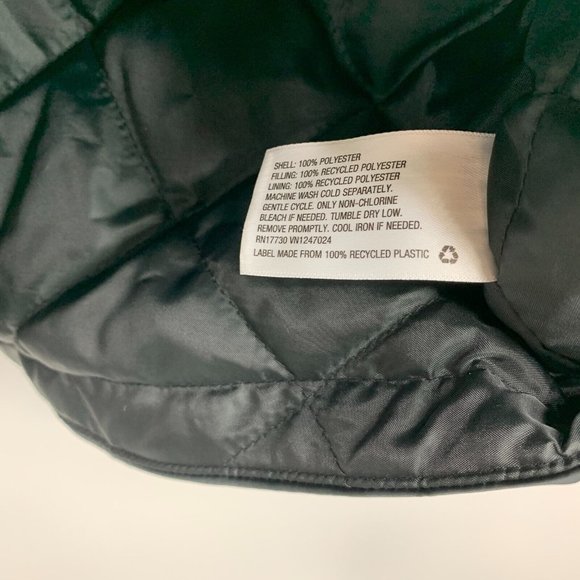 SHELL: 100% POLYESTER
FILLING: 100% RECYCLED POLYESTER
LINING: 100% RECYCLED POLYESTER
MACHINE WASH COLD SEPARATELY.
GENTLE CYCLE. ONLY NON-CHLORINE
BLEACH IF NEEDED. TUMBLE DRY LOW.
REMOVE PROMPTLY. COOL IRON IF NEEDED.
RN17730 VN1247024
LABEL MADE FROM 100% RECYCLED PLASTIC